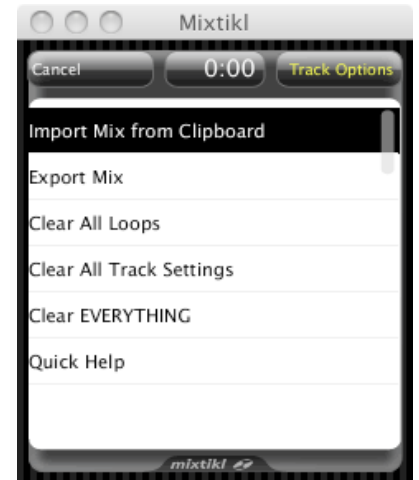 Mixtikl
Cancel 0:00 Track Options
Import Mix from Clipboard
Export Mix
Clear All Loops
Clear All Track Settings
Clear EVERYTHING
Quick Help
mixtikl